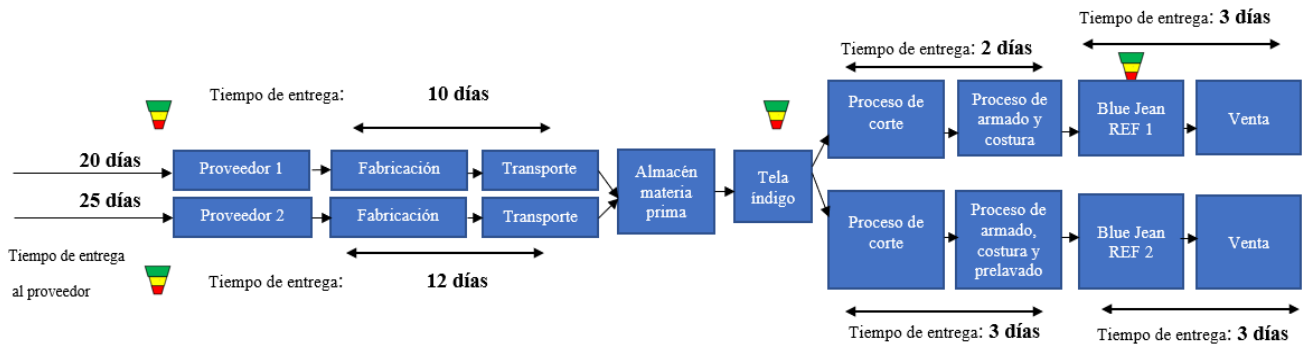 Tiempo de entrega: 3 días
Tiempo de entrega: 2 días
Tiempo de entrega: 10 días
20 días
Proveedor 1
Fabricación
Transporte
25 días
Proveedor 2
Fabricación
Transporte
Tiempo de entrega
al proveedor
Tiempo de entrega: 12 días
Almacén
materia
prima
Tela
índigo
Proceso de
corte
Proceso de
armado y
costura
Blue Jean
REF 1
Venta
Proceso de
corte
Proceso de
armado,
costura y
prelavado
Blue Jean
REF 2
Venta
Tiempo de entrega: 3 días
Tiempo de entrega: 3 días